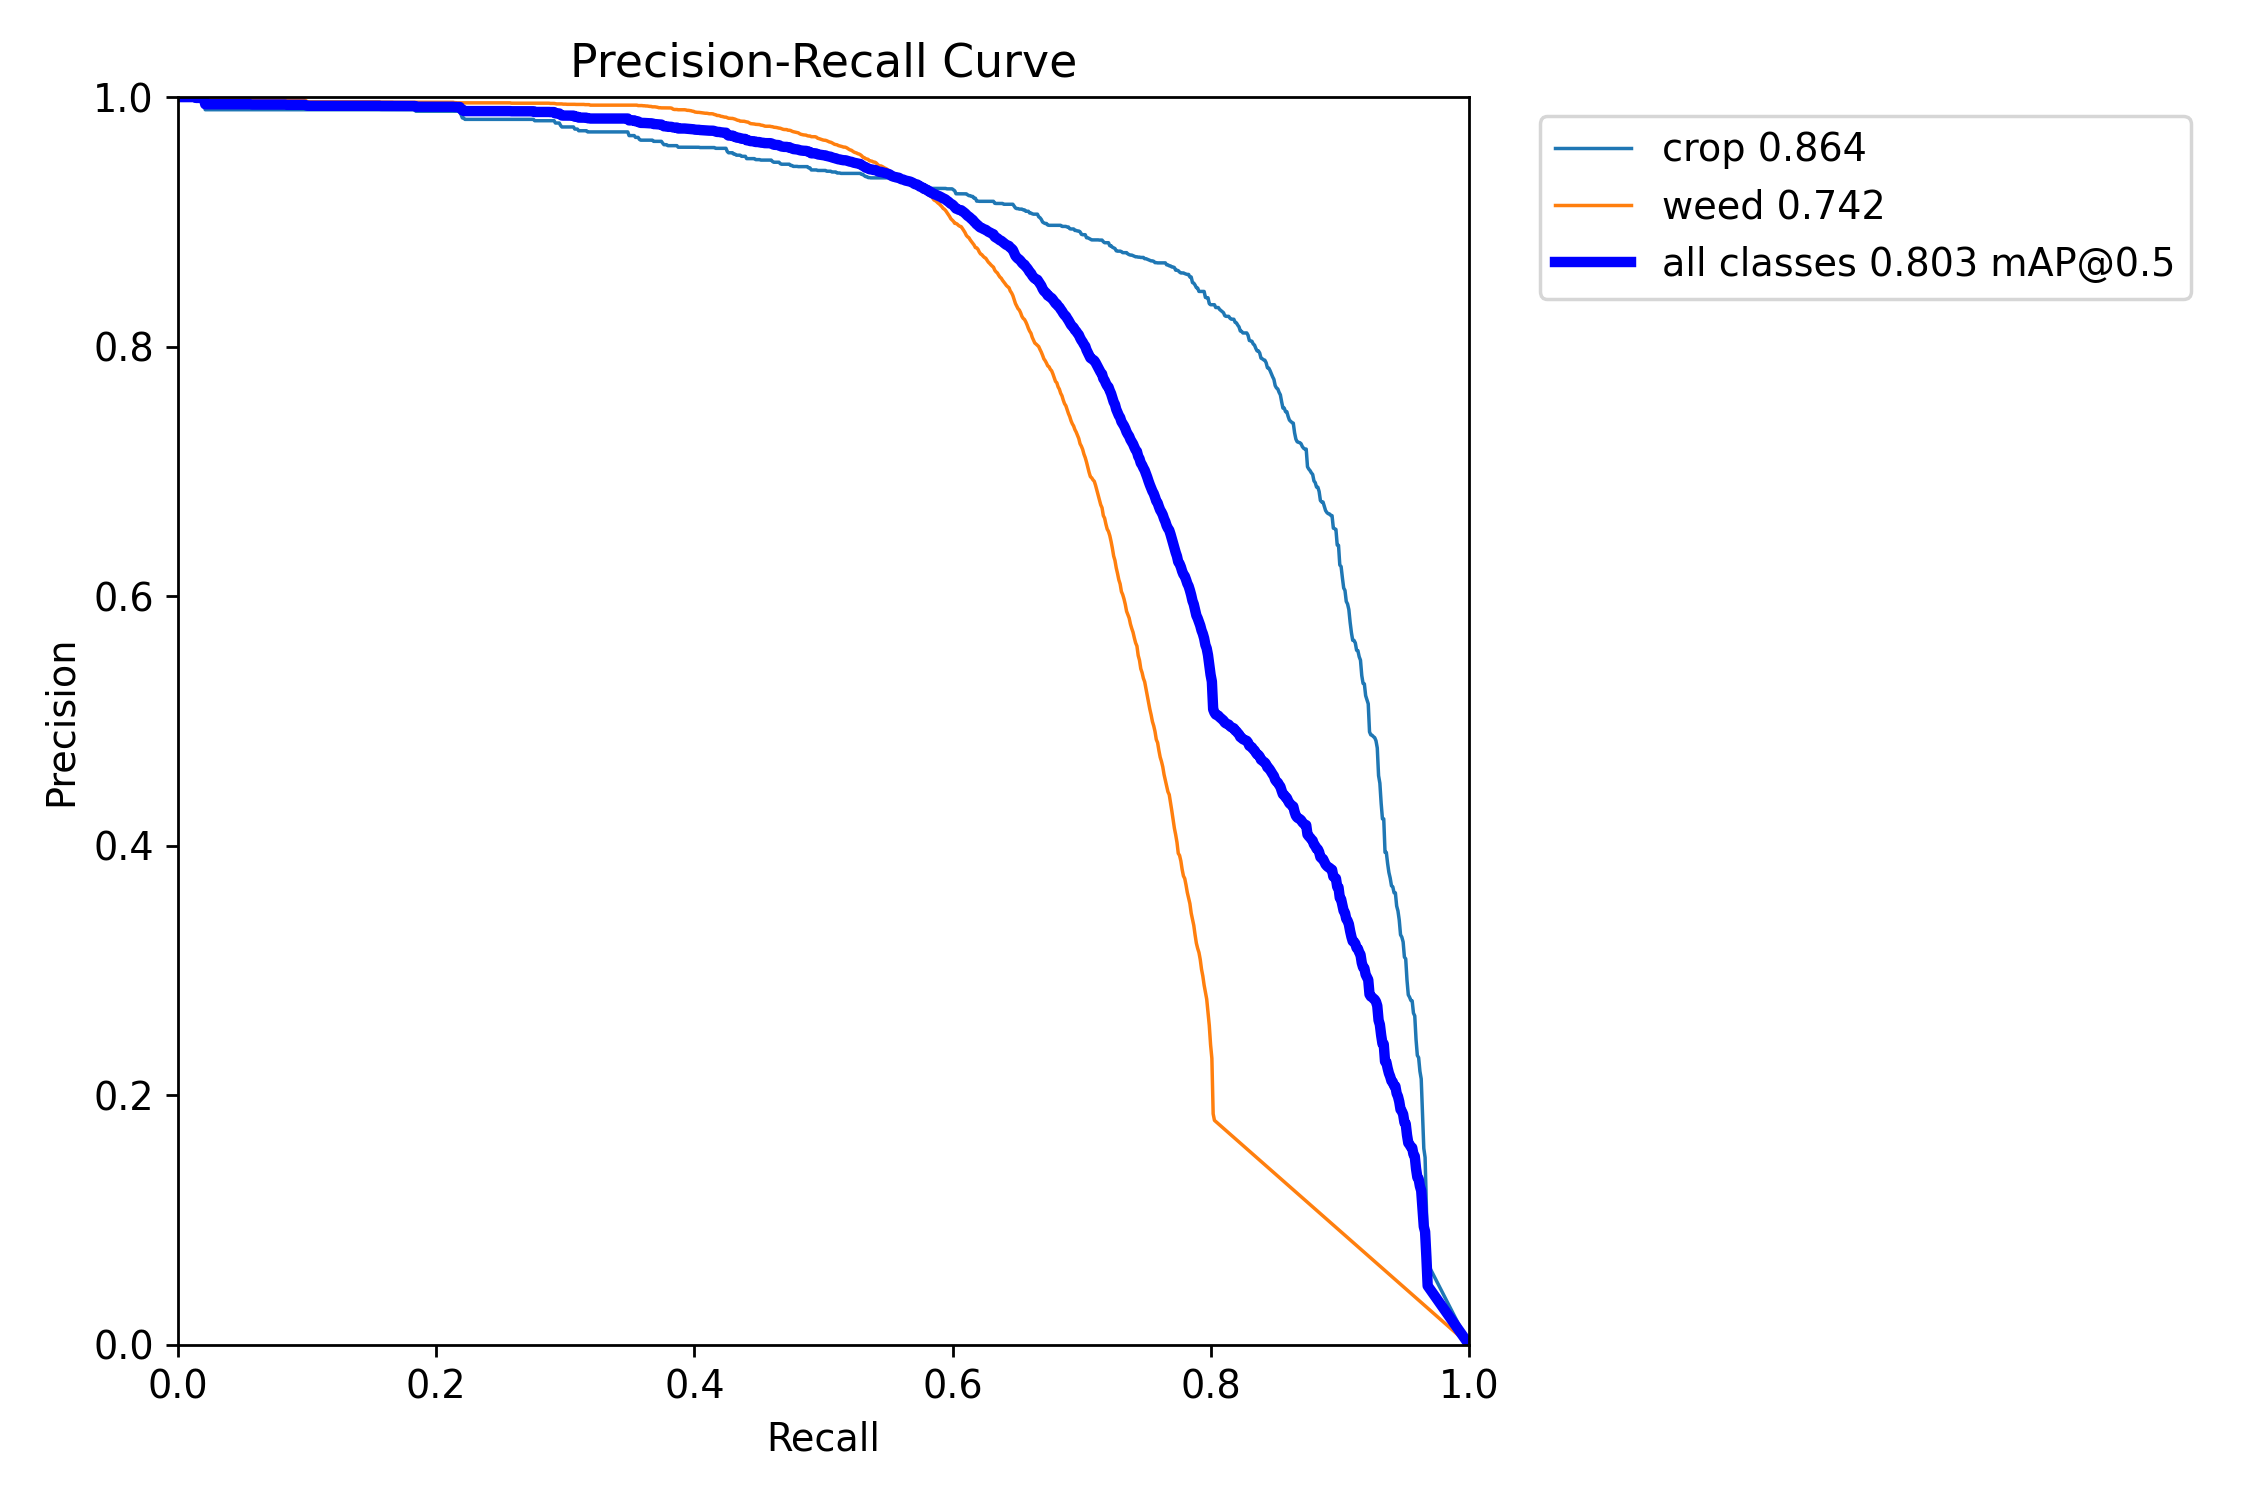 Precision-Recall Curve
crop 0.864
weed 0.742
all classes 0.803 mAP@0.5
Precision
1.0
0.8
0.6
0.4
0.2
0.0
0.0 0.2 0.4 0.6 0.8 1.0
Recall